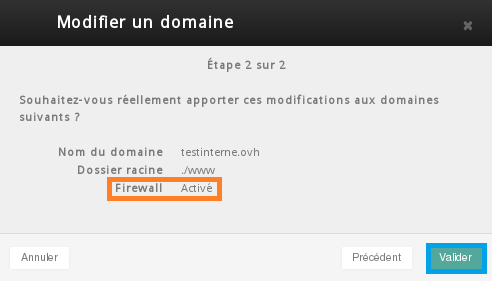 Modifier un domaine
Étape 2 sur 2
Souhaitez-vous réellement apporter ces modifications aux domaines
suivants ?
Nom du domaine testinterne.ovh
Dossier racine ./www
Firewall Activé
Annuler Précédent Valider